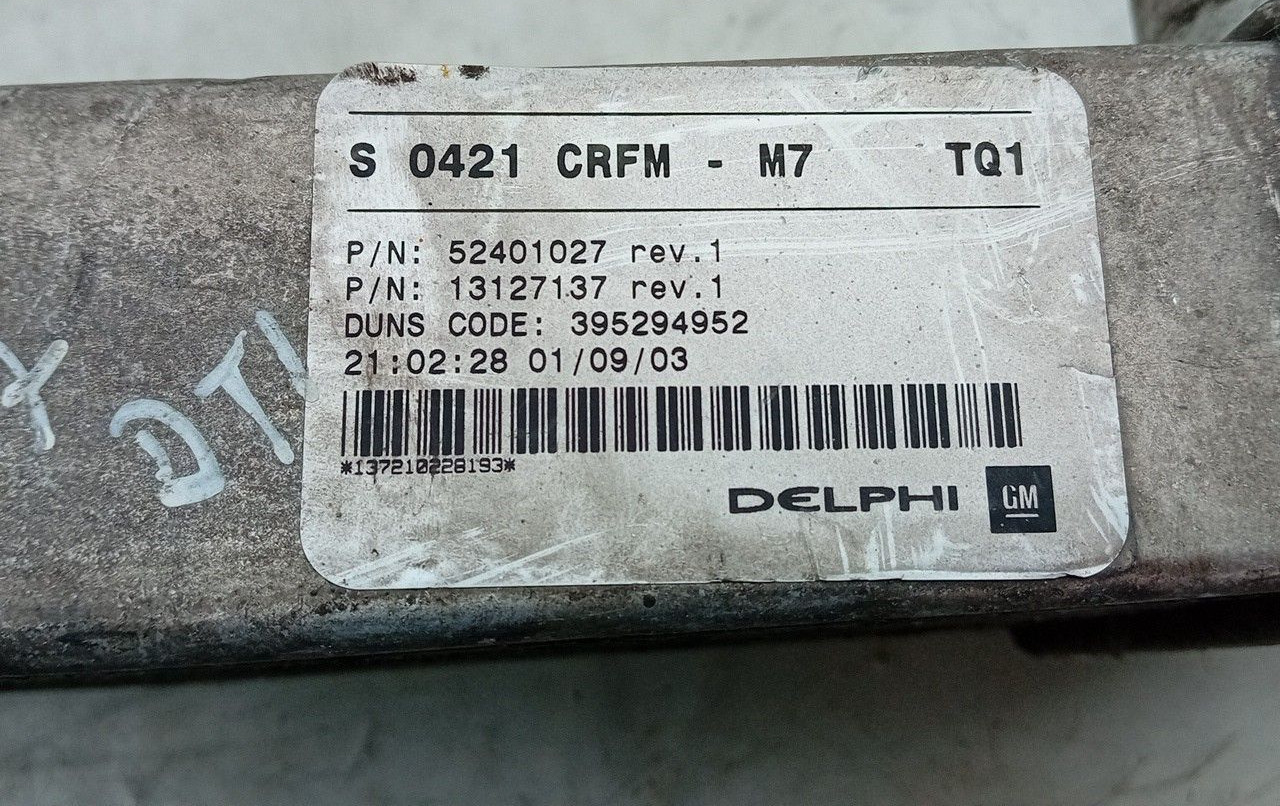 S 0421 CRFM - M7 TQ1
P/N: 52401027 rev.1
P/N: 13127137 rev.1
DUNS CODE: 395294952
21:02:28 01/09/03
*137210228193*
DELPHI GM
DTI